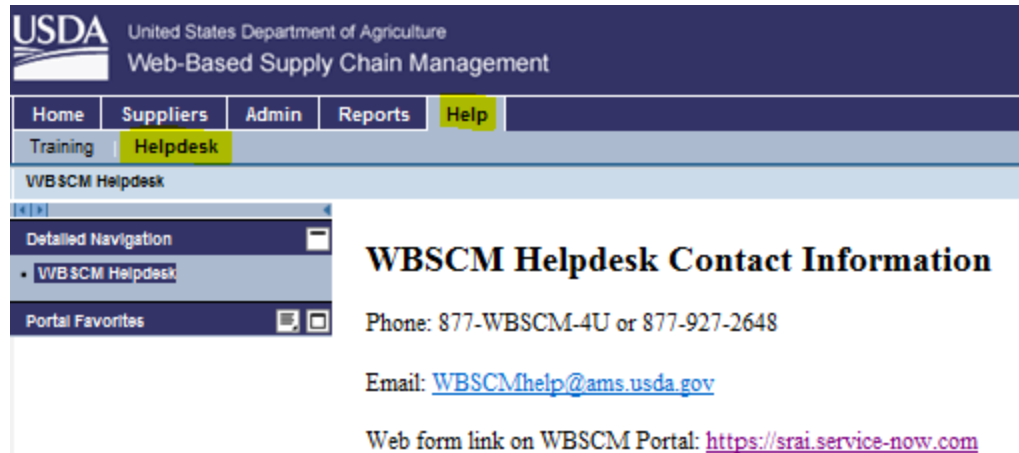 USDA
United States Department of Agriculture
Web-Based Supply Chain Management
Home Suppliers Admin Reports Help
Training Helpdesk
WBSCM Helpdesk
Detailed Navigation
• WBSCM Helpdesk
Portal Favorites
WBSCM Helpdesk Contact Information
Phone: 877-WBSCM-4U or 877-927-2648
Email: WBSCMhelp@ams.usda.gov
Web form link on WBSCM Portal: https://srai.service-now.com